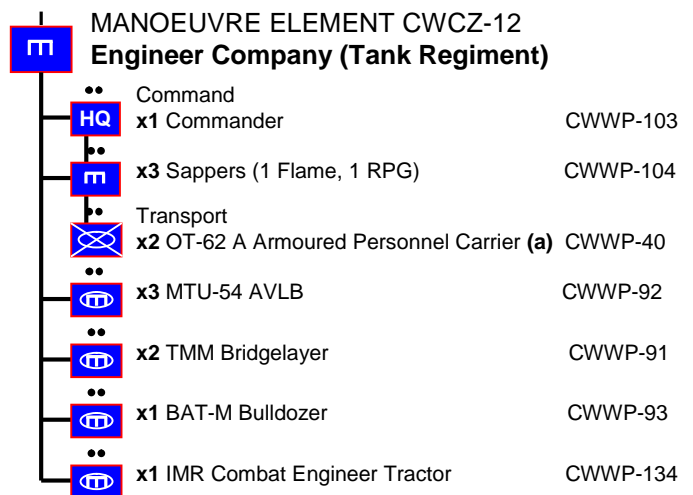 MANOEUVRE ELEMENT CWCZ-12
Engineer Company (Tank Regiment)
Command
HQ x1 Commander CWWP-103
x3 Sappers (1 Flame, 1 RPG) CWWP-104
Transport
x2 OT-62 A Armoured Personnel Carrier (a) CWWP-40
x3 MTU-54 AVLB CWWP-92
x2 TMM Bridgelayer CWWP-91
x1 BAT-M Bulldozer CWWP-93
x1 IMR Combat Engineer Tractor CWWP-134